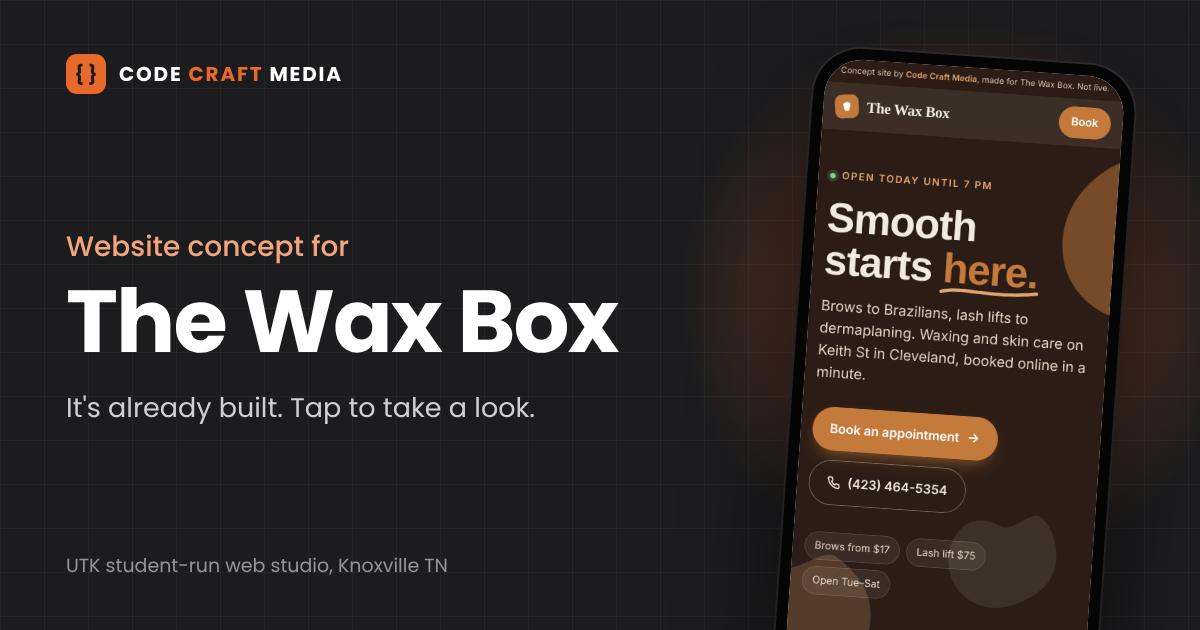 { } CODE CRAFT MEDIA
Website concept for
The Wax Box
It's already built. Tap to take a look.
UTK student-run web studio, Knoxville TN
Concept site by Code Craft Media, made for The Wax Box. Not live.
The Wax Box
Book
OPEN TODAY UNTIL 7 PM
Smooth
starts here.
Brows to Brazilians, lash lifts to
dermaplaning. Waxing and skin care on
Keith St in Cleveland, booked online in a
minute.
Book an appointment →
(423) 464-5354
Brows from $17
Lash lift $75
Open Tue–Sat